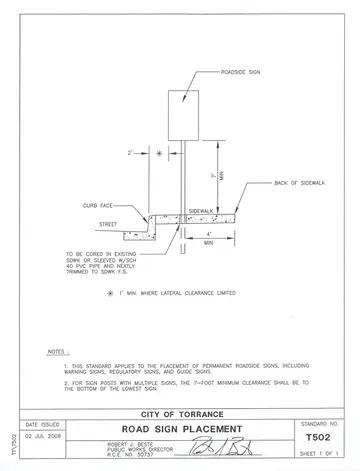 ROADSIDE SIGN
2'
✳
7'
MIN
BACK OF SIDEWALK
CURB FACE
SIDEWALK
STREET
4'
MIN
TO BE CORED IN EXISTING
SDWK OR SLEEVED W/SCH
40 PVC PIPE AND NEATLY
TRIMMED TO SDWK F.S.
✳ 1' MIN. WHERE LATERAL CLEARANCE LIMITED
NOTES :
1. THIS STANDARD APPLIES TO THE PLACEMENT OF PERMANENT ROADSIDE SIGNS, INCLUDING
WARNING SIGNS, REGULATORY SIGNS, AND GUIDE SIGNS.
2. FOR SIGN POSTS WITH MULTIPLE SIGNS, THE 7-FOOT MINIMUM CLEARANCE SHALL BE TO
THE BOTTOM OF THE LOWEST SIGN.
CITY OF TORRANCE
DATE ISSUED
02 JUL 2008
ROAD SIGN PLACEMENT
STANDARD NO.
T502
ROBERT J. BESTE
PUBLIC WORKS DIRECTOR
R.C.E. NO. 50737
SHEET 1 OF 1